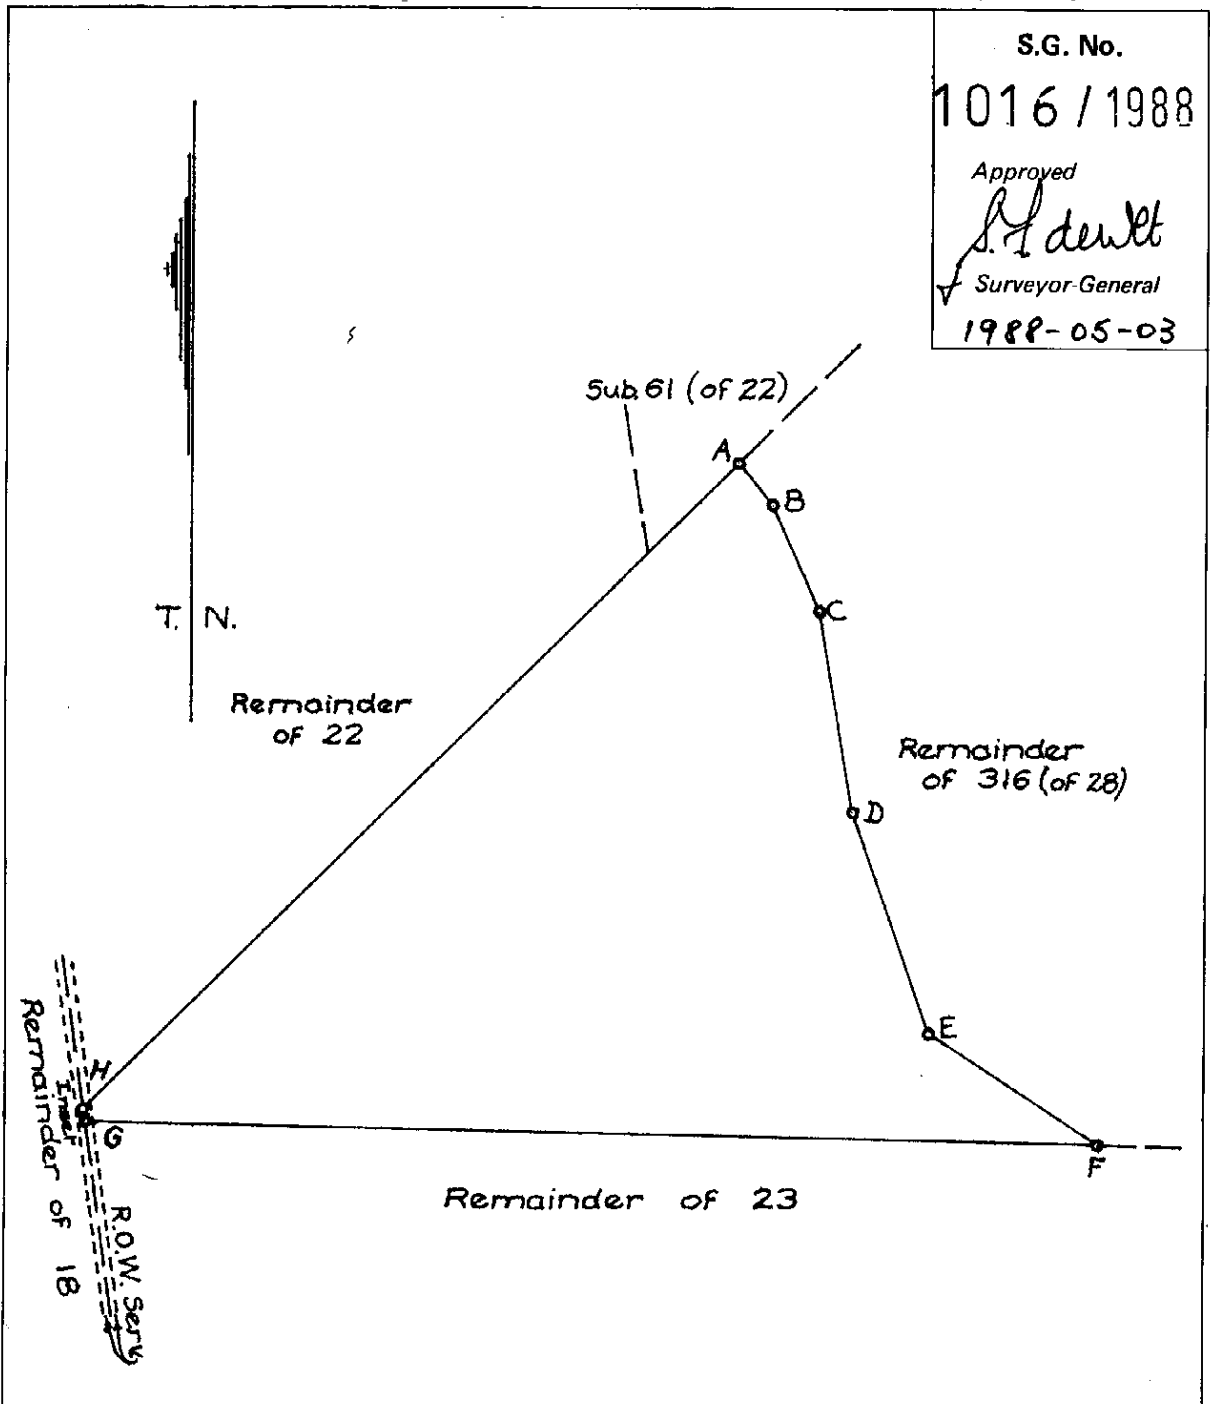 S.G. No.
1016 / 1988
Approved
Surveyor-General
1988-05-03
Sub. 61 (of 22)
A
B
C
T. N.
Remainder
of 22
Remainder
of 316 (of 28)
D
E
H
Inset
G
F
Remainder of 18
R.O.W. Serv
Remainder of 23